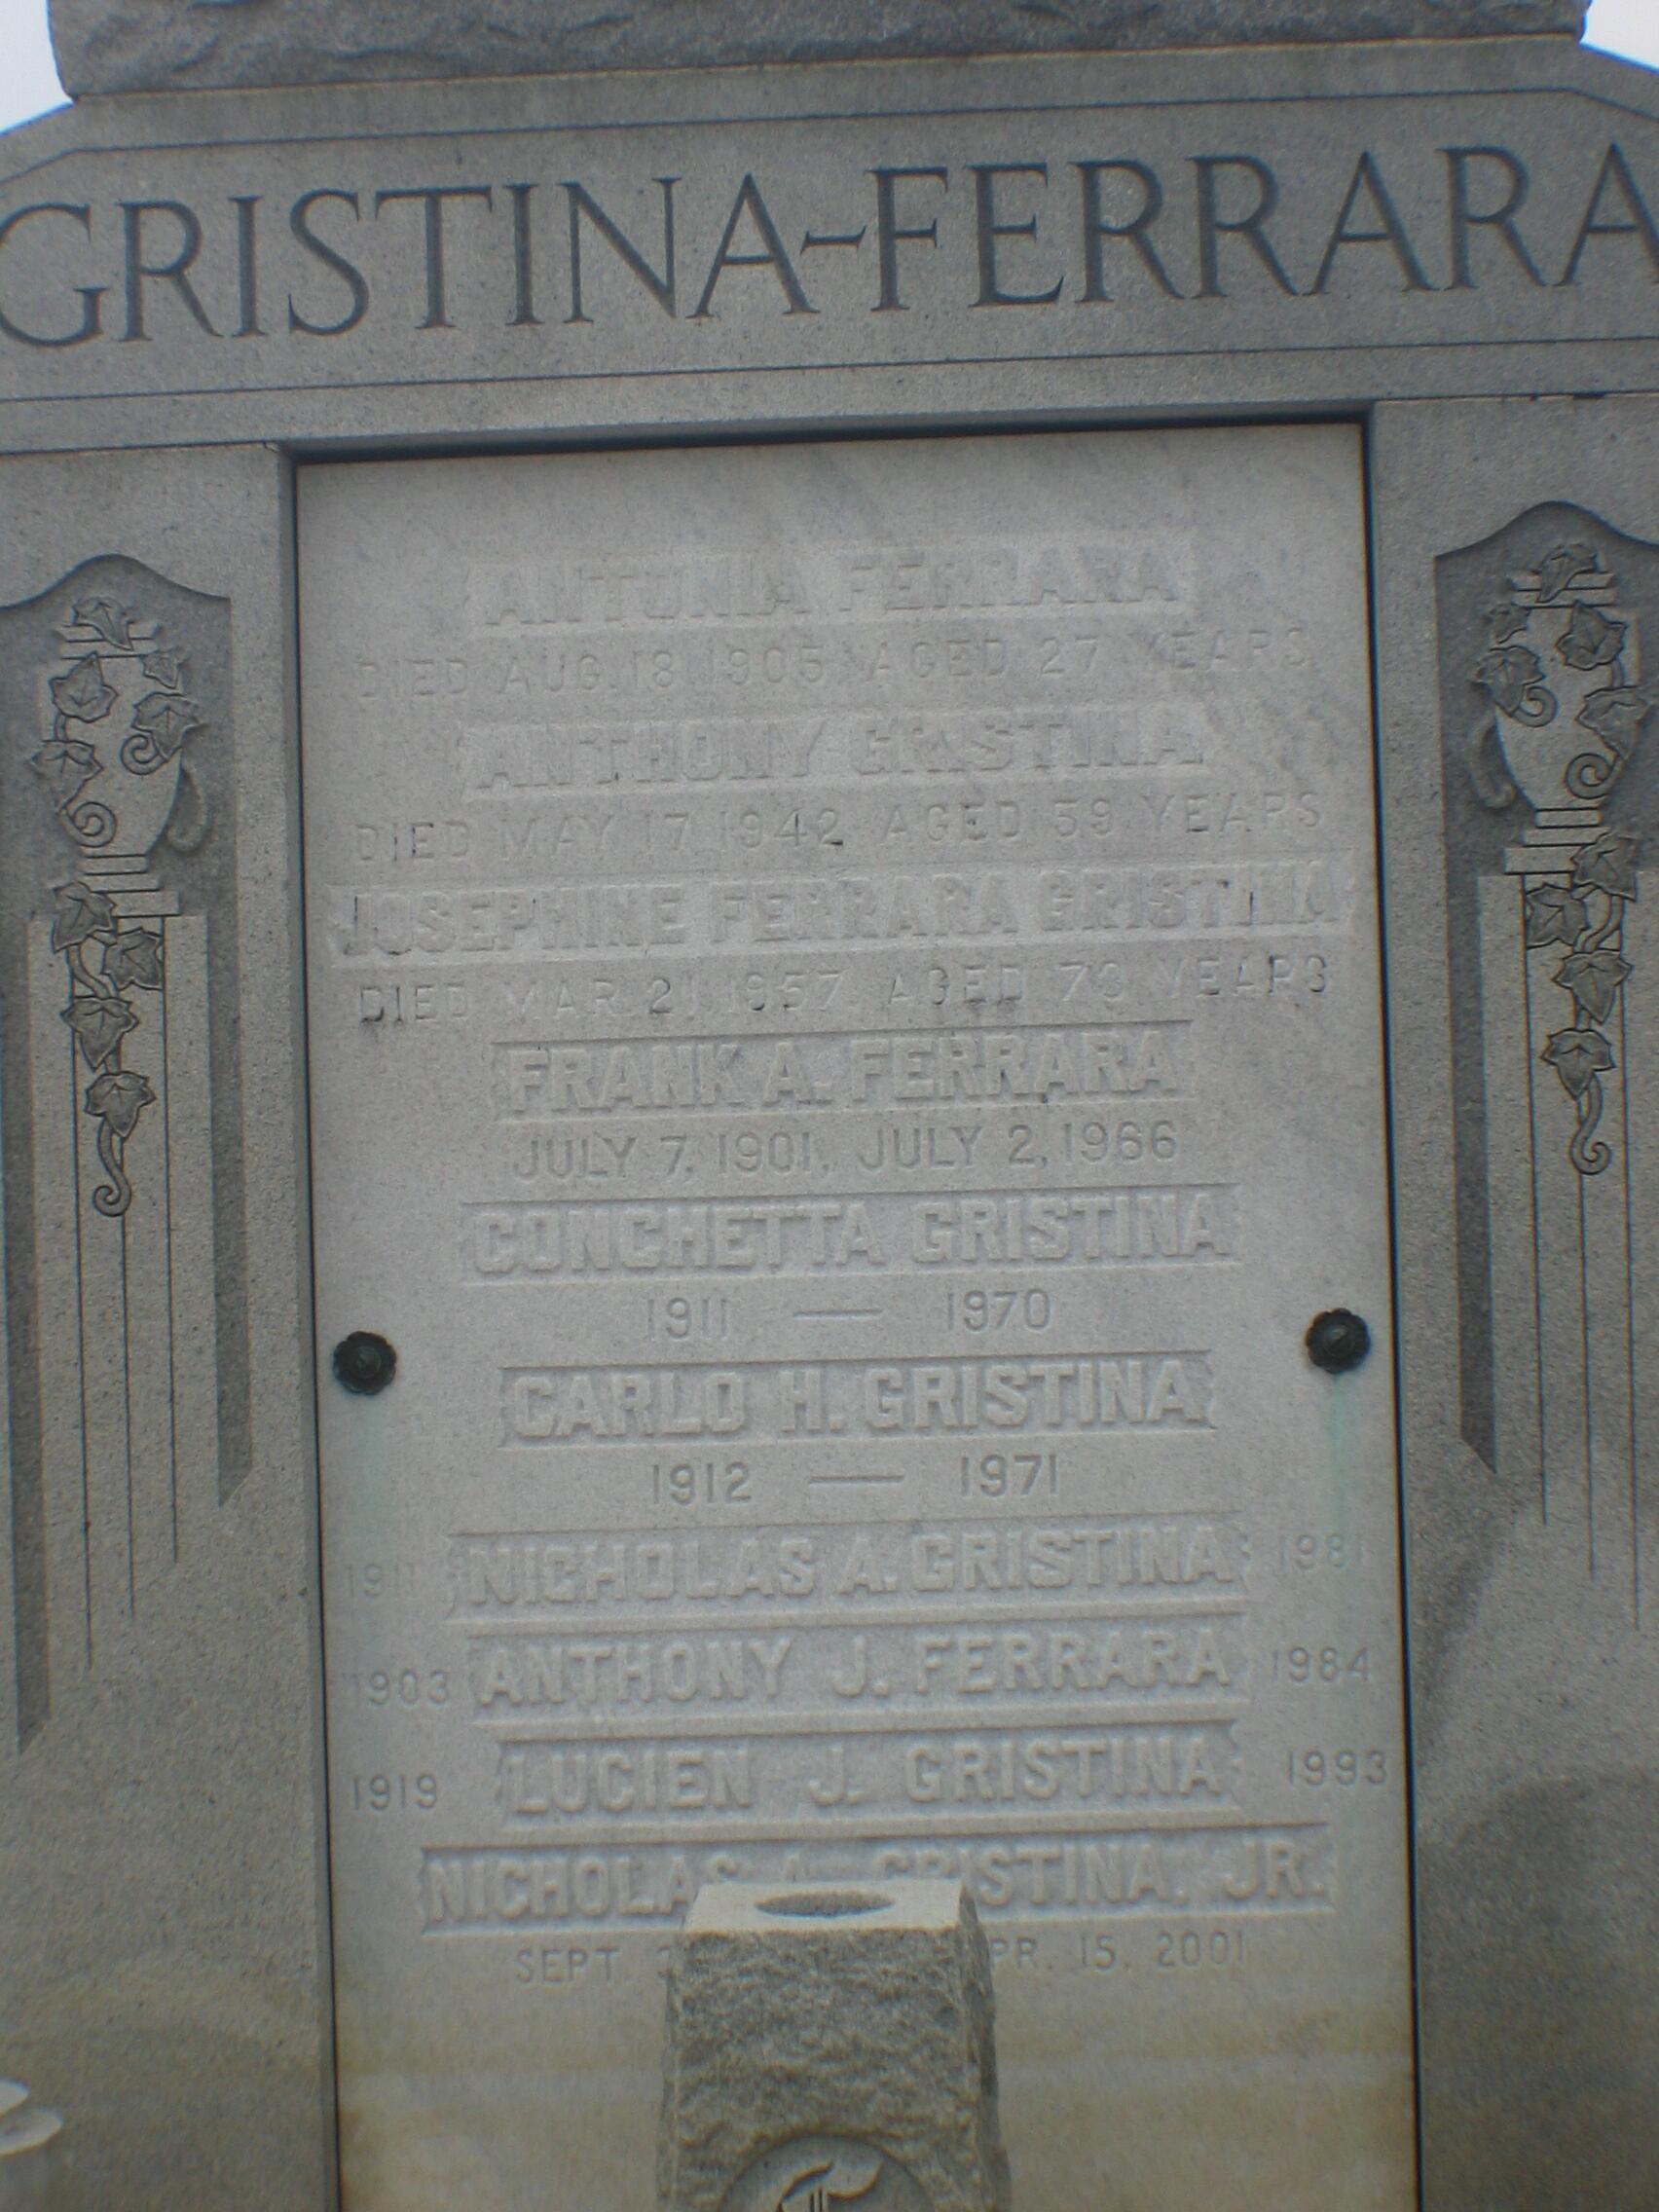 GRISTINA-FERRARA
ANTONIA FERRARA
DIED AUG. 18, 1905, AGED 27 YEARS
ANTHONY GRISTINA
DIED MAY 17, 1942 AGED 59 YEARS
JOSEPHINE FERRARA GRISTINA
DIED MAR. 21, 1957 AGED YEARS
FRANK A. FERRARA
JULY 7, 1901, JULY 2, 1966
CONCHETTA GRISTINA
1911 — 1970
CARLO H. GRISTINA
1912 — 1971
1911 NICHOLAS A. GRISTINA 1981
1903 ANTHONY J. FERRARA 1984
1919 LUCIEN J. GRISTINA 1993
NICHOLAS A. GRISTINA, JR.
SEPT. 15, 2001